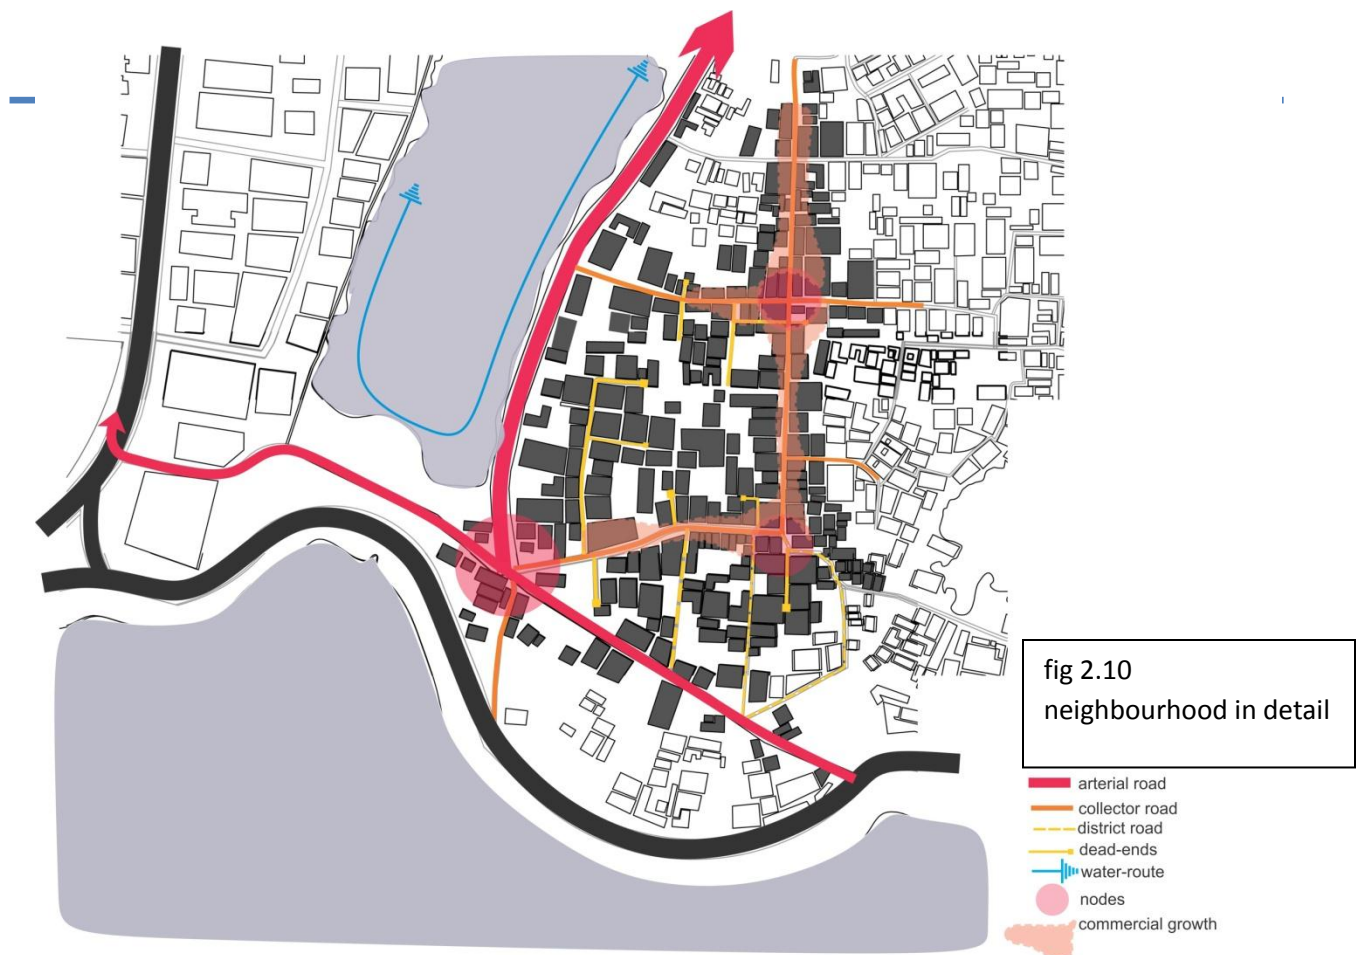 fig 2.10
neighbourhood in detail
arterial road
collector road
district road
dead-ends
water-route
nodes
commercial growth